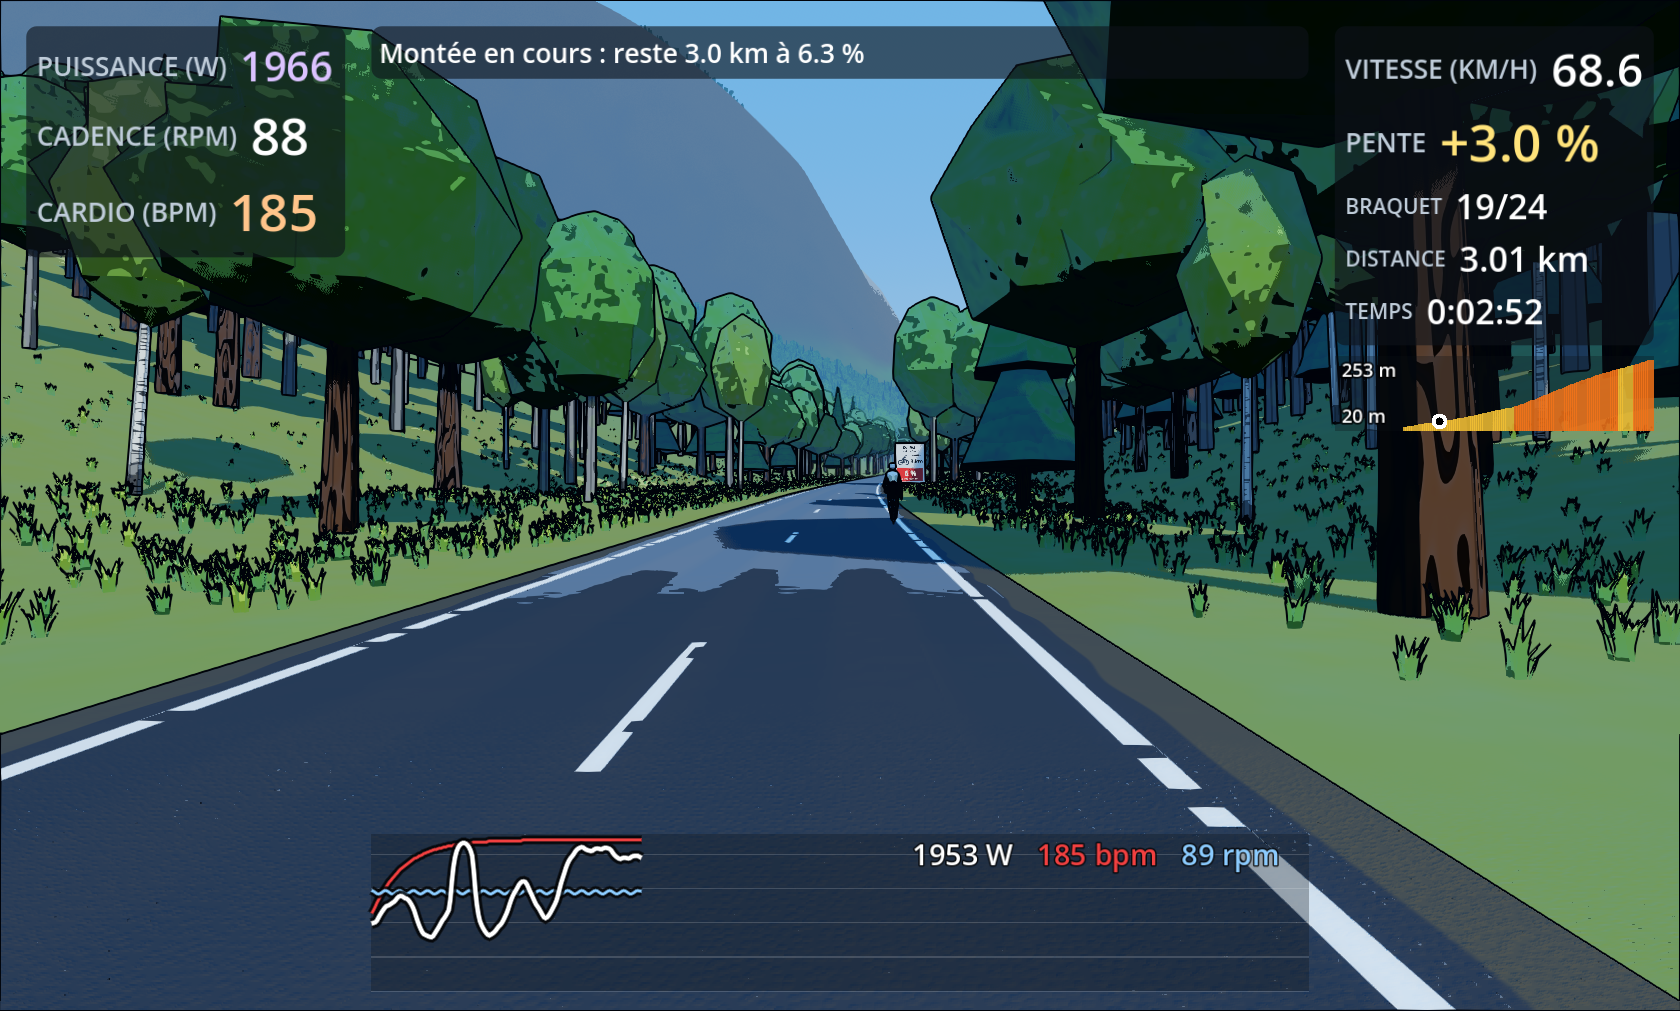 PUISSANCE (W) 1966
CADENCE (RPM) 88
CARDIO (BPM) 185
Montée en cours : reste 3.0 km à 6.3 %
VITESSE (KM/H) 68.6
PENTE +3.0 %
BRAQUET 19/24
DISTANCE 3.01 km
TEMPS 0:02:52
253 m
20 m
1953 W 185 bpm 89 rpm